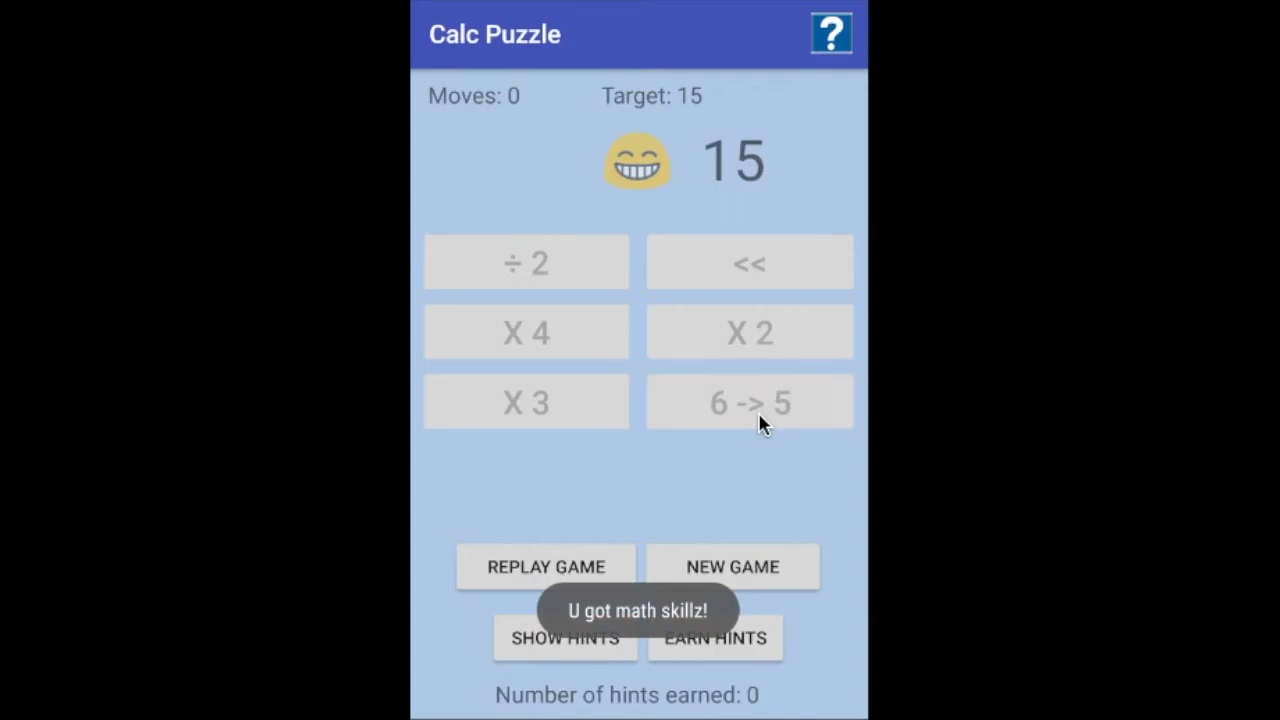 Calc Puzzle
?
Moves: 0
Target: 15
15
÷ 2
<<
X 4
X 2
X 3
6 -> 5
REPLAY GAME
NEW GAME
U got math skillz!
SHOW HINTS
EARN HINTS
Number of hints earned: 0